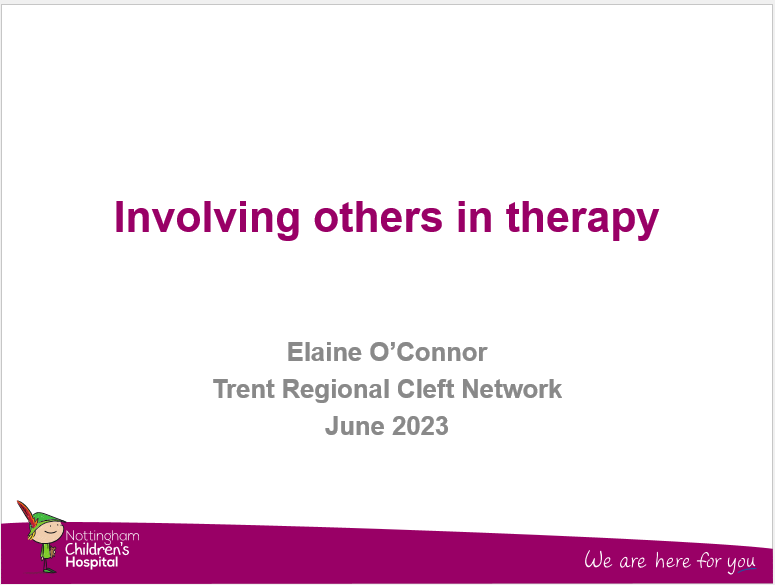 Involving others in therapy
Elaine O’Connor
Trent Regional Cleft Network
June 2023
Nottingham
Children's
Hospital
We are here for you